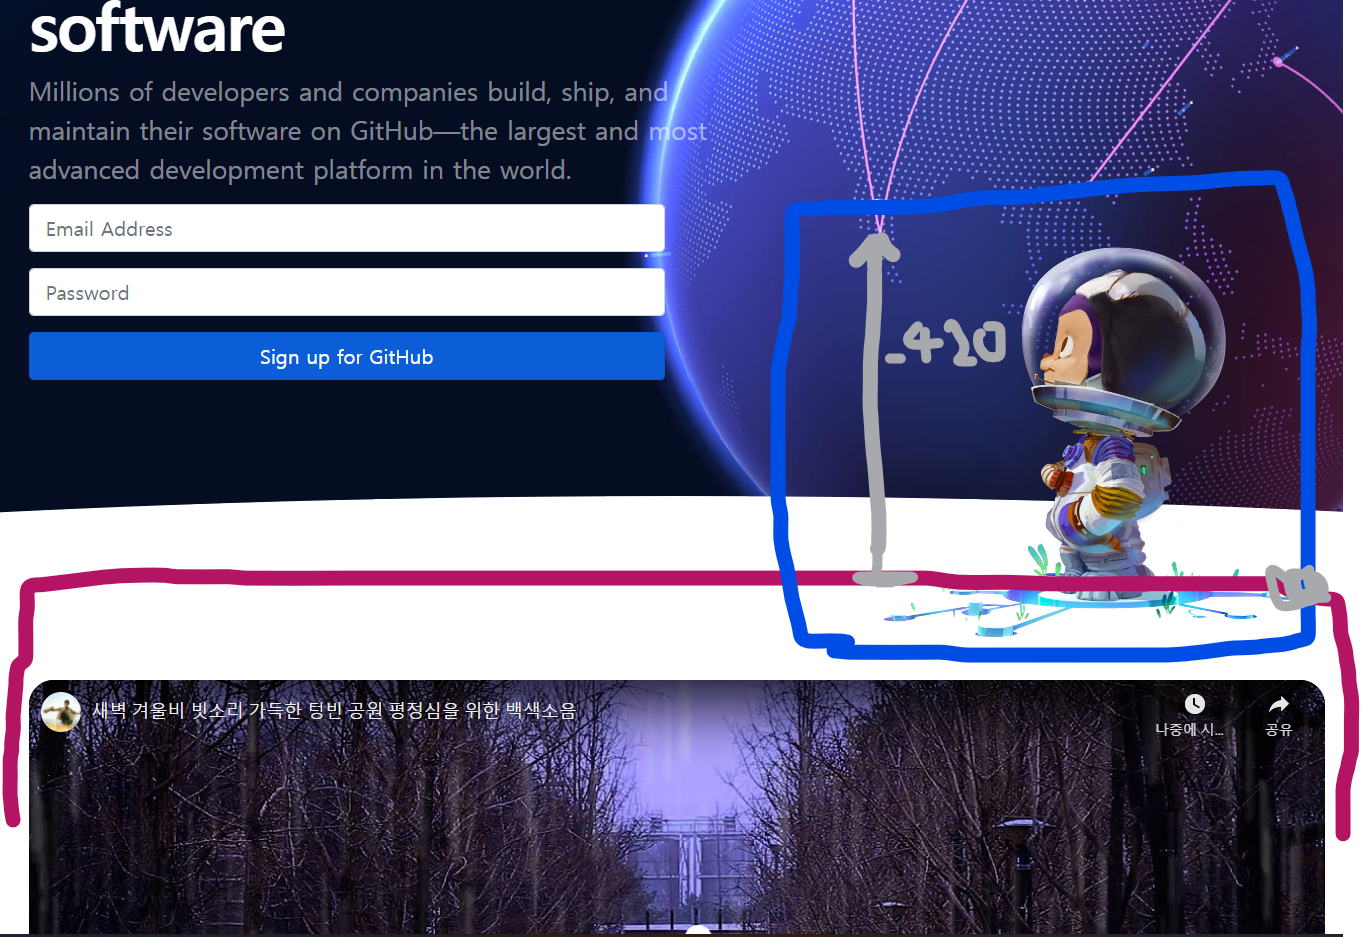 software
Millions of developers and companies build, ship, and
maintain their software on GitHub—the largest and most
advanced development platform in the world.
Email Address
Password
Sign up for GitHub
-420
새벽 겨울비 빗소리 가득한 텅빈 공원 평정심을 위한 백색소음
나중에 시...
공유